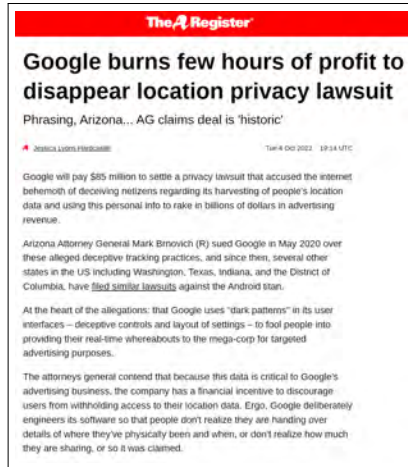 The A Register®
Google burns few hours of profit to
disappear location privacy lawsuit
Phrasing, Arizona... AG claims deal is 'historic'
Jessica Lyons Hardcastle
Tue 4 Oct 2022 19:14 UTC
Google will pay $85 million to settle a privacy lawsuit that accused the internet
behemoth of deceiving netizens regarding its harvesting of people's location
data and using this personal info to rake in billions of dollars in advertising
revenue.
Arizona Attorney General Mark Brnovich (R) sued Google in May 2020 over
these alleged deceptive tracking practices, and since then, several other
states in the US including Washington, Texas, Indiana, and the District of
Columbia, have filed similar lawsuits against the Android titan.
At the heart of the allegations: that Google uses "dark patterns" in its user
interfaces – deceptive controls and layout of settings – to fool people into
providing their real-time whereabouts to the mega-corp for targeted
advertising purposes.
The attorneys general contend that because this data is critical to Google's
advertising business, the company has a financial incentive to discourage
users from withholding access to their location data. Ergo, Google deliberately
engineers its software so that people don't realize they are handing over
details of where they've physically been and when, or don't realize how much
they are sharing, or so it was claimed.